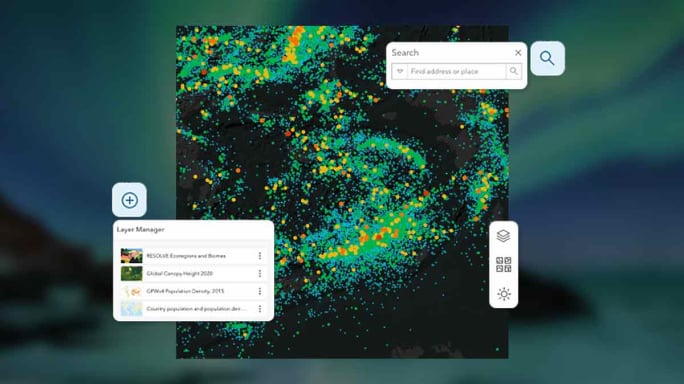 Search
Find address or place
Layer Manager
RESOLVE Ecoregions and Biomes
Global Canopy Height 2020
GPWv4 Population Density, 2015
Country population and population den ...